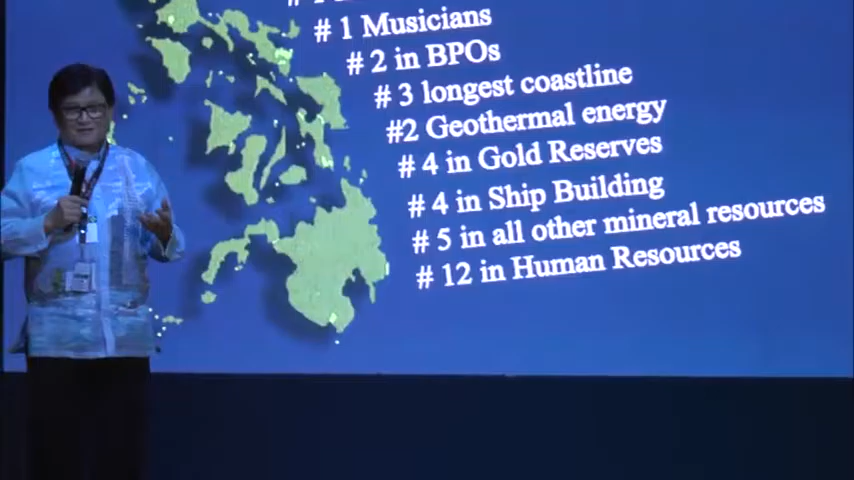 # 1 Musicians
# 2 in BPOs
# 3 longest coastline
#2 Geothermal energy
# 4 in Gold Reserves
# 4 in Ship Building
# 5 in all other mineral resources
# 12 in Human Resources